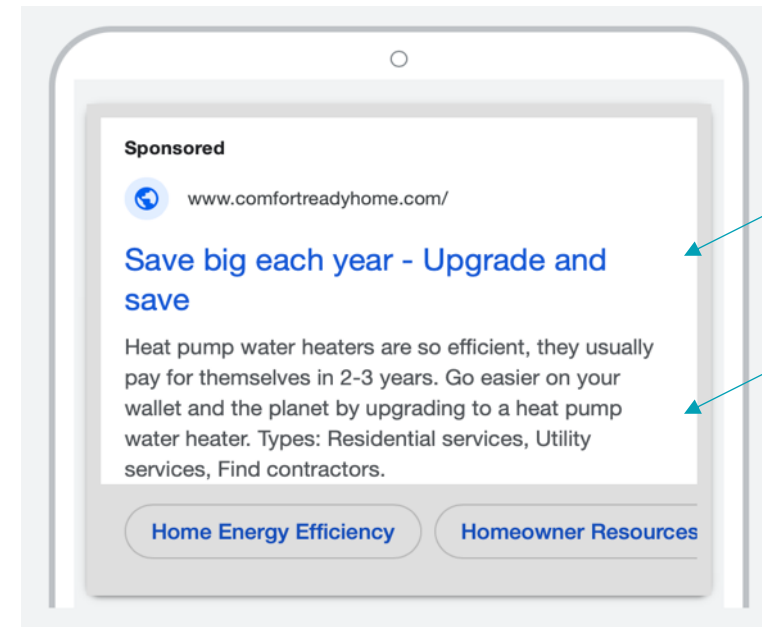 Sponsored
www.comfortreadyhome.com/
Save big each year - Upgrade and
save
Heat pump water heaters are so efficient, they usually
pay for themselves in 2-3 years. Go easier on your
wallet and the planet by upgrading to a heat pump
water heater. Types: Residential services, Utility
services, Find contractors.
Home Energy Efficiency Homeowner Resources